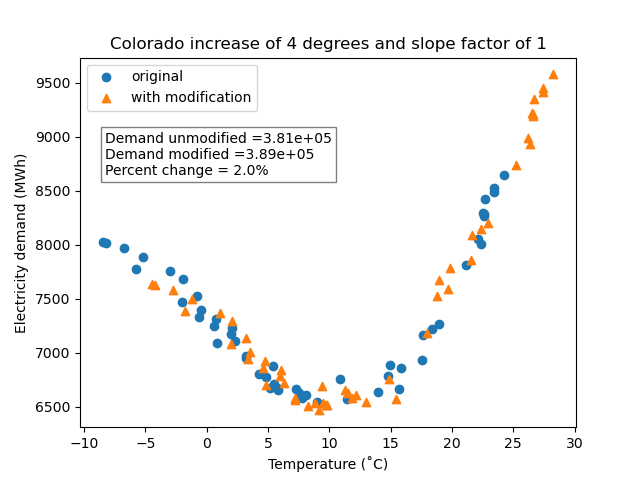 Colorado increase of 4 degrees and slope factor of 1
original
with modification
Demand unmodified =3.81e+05
Demand modified =3.89e+05
Percent change = 2.0%
Electricity demand (MWh)
9500
9000
8500
8000
7500
7000
6500
−10 −5 0 5 10 15 20 25 30
Temperature (˚C)